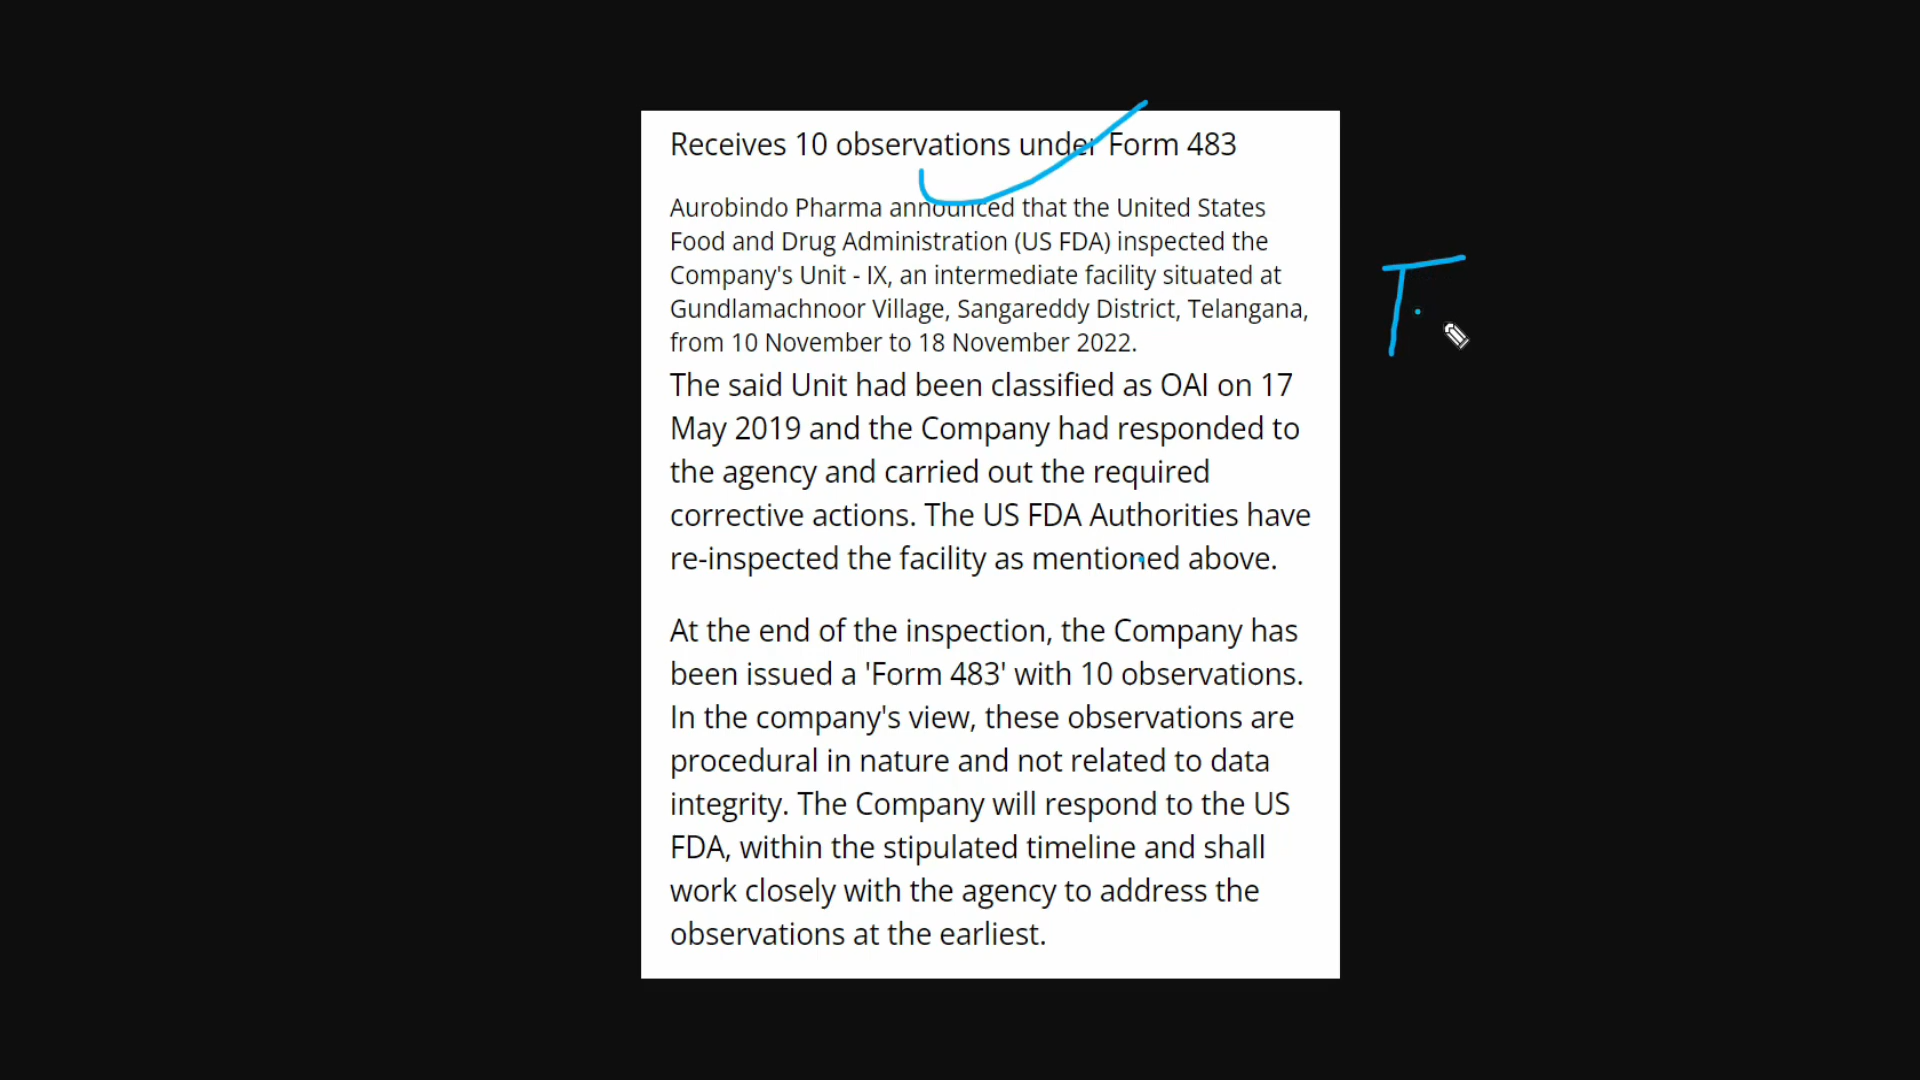 Receives 10 observations under Form 483
Aurobindo Pharma announced that the United States
Food and Drug Administration (US FDA) inspected the
Company's Unit - IX, an intermediate facility situated at
Gundlamachnoor Village, Sangareddy District, Telangana,
from 10 November to 18 November 2022.
T.
The said Unit had been classified as OAI on 17
May 2019 and the Company had responded to
the agency and carried out the required
corrective actions. The US FDA Authorities have
re-inspected the facility as mentioned above.
At the end of the inspection, the Company has
been issued a 'Form 483' with 10 observations.
In the company's view, these observations are
procedural in nature and not related to data
integrity. The Company will respond to the US
FDA, within the stipulated timeline and shall
work closely with the agency to address the
observations at the earliest.